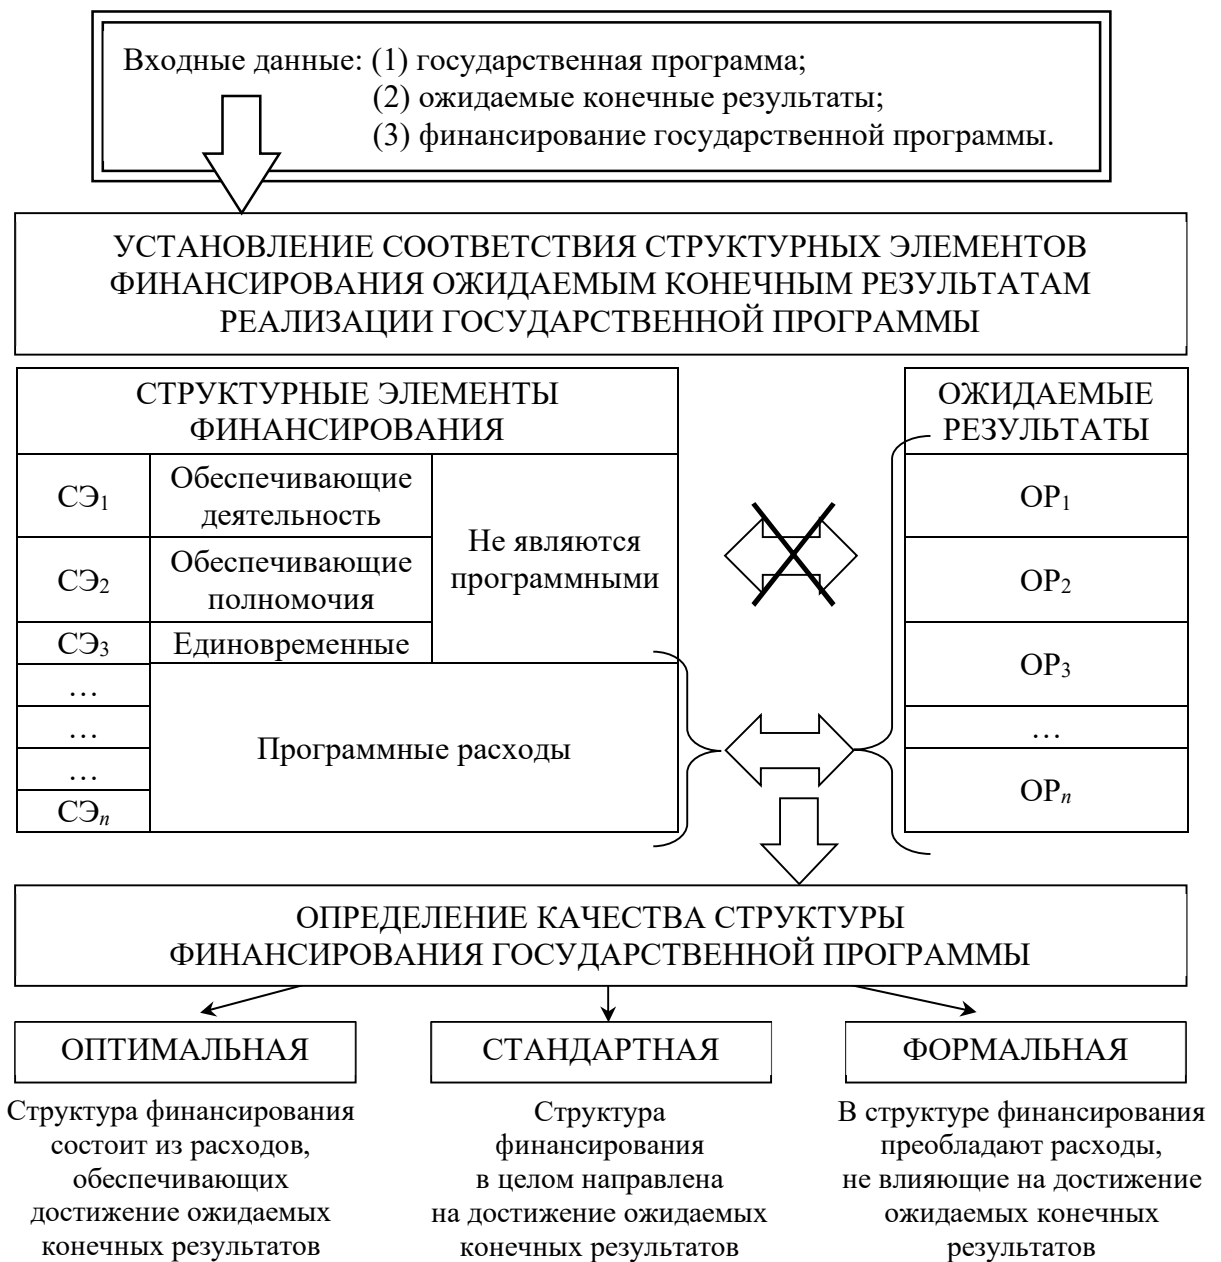 Входные данные: (1) государственная программа;
(2) ожидаемые конечные результаты;
(3) финансирование государственной программы.
УСТАНОВЛЕНИЕ СООТВЕТСТВИЯ СТРУКТУРНЫХ ЭЛЕМЕНТОВ
ФИНАНСИРОВАНИЯ ОЖИДАЕМЫМ КОНЕЧНЫМ РЕЗУЛЬТАТАМ
РЕАЛИЗАЦИИ ГОСУДАРСТВЕННОЙ ПРОГРАММЫ
СТРУКТУРНЫЕ ЭЛЕМЕНТЫ
ФИНАНСИРОВАНИЯ
СЭ1
Обеспечивающие
деятельность
СЭ2
Обеспечивающие
полномочия
СЭ3
Единовременные
Не являются
программными
…
…
…
СЭn
Программные расходы
ОЖИДАЕМЫЕ
РЕЗУЛЬТАТЫ
ОР1
ОР2
ОР3
…
ОРn
ОПРЕДЕЛЕНИЕ КАЧЕСТВА СТРУКТУРЫ
ФИНАНСИРОВАНИЯ ГОСУДАРСТВЕННОЙ ПРОГРАММЫ
ОПТИМАЛЬНАЯ
Структура финансирования
состоит из расходов,
обеспечивающих
достижение ожидаемых
конечных результатов
СТАНДАРТНАЯ
Структура
финансирования
в целом направлена
на достижение ожидаемых
конечных результатов
ФОРМАЛЬНАЯ
В структуре финансирования
преобладают расходы,
не влияющие на достижение
ожидаемых конечных
результатов